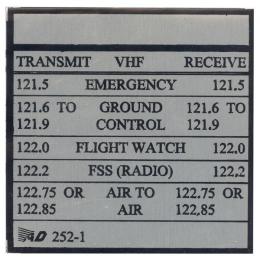 TRANSMIT VHF RECEIVE
121.5 EMERGENCY 121.5
121.6 TO GROUND 121.6 TO
121.9 CONTROL 121.9
122.0 FLIGHT WATCH 122.0
122.2 FSS (RADIO) 122.2
122.75 OR AIR TO 122.75 OR
122.85 AIR 122.85
252-1